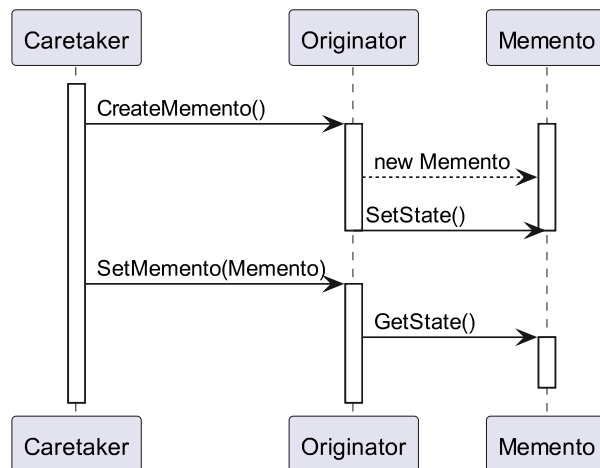 Caretaker
Originator
Memento
CreateMemento()
new Memento
SetState()
SetMemento(Memento)
GetState()
Caretaker
Originator
Memento